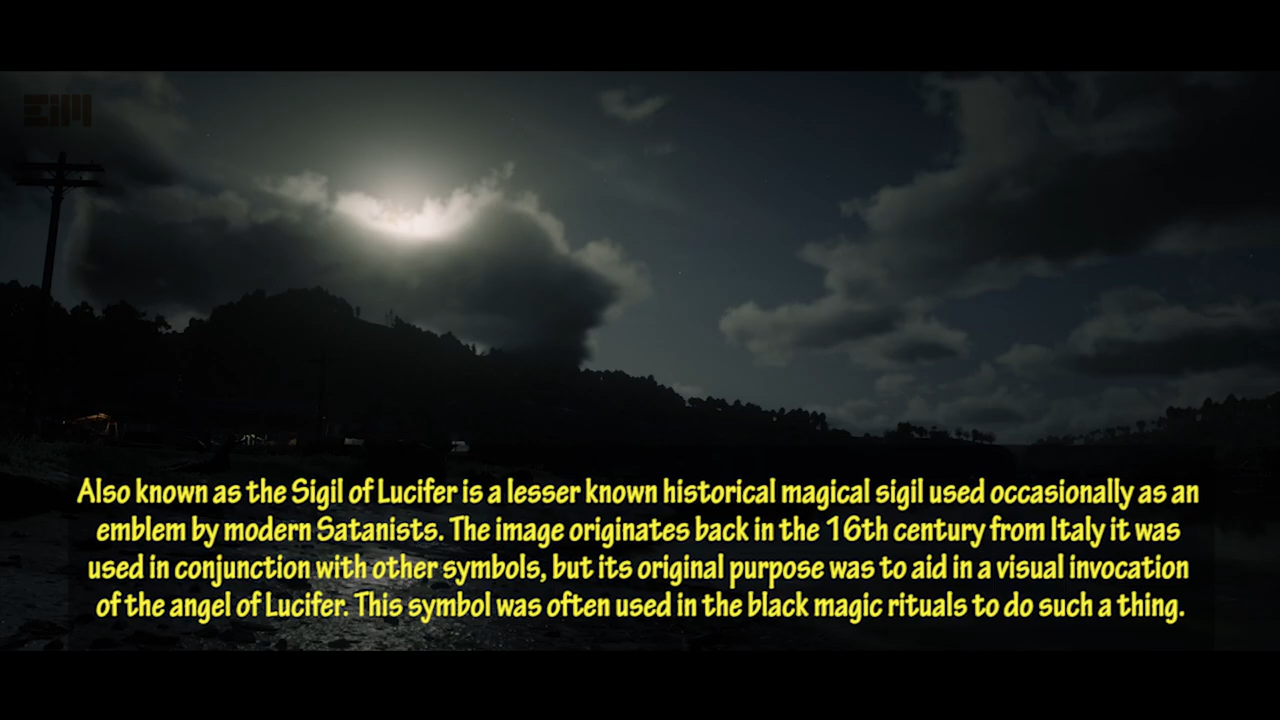 EIM
Also known as the Sigil of Lucifer is a lesser known historical magical sigil used occasionally as an
emblem by modern Satanists. The image originates back in the 16th century from Italy it was
used in conjunction with other symbols, but its original purpose was to aid in a visual invocation
of the angel of Lucifer. This symbol was often used in the black magic rituals to do such a thing.